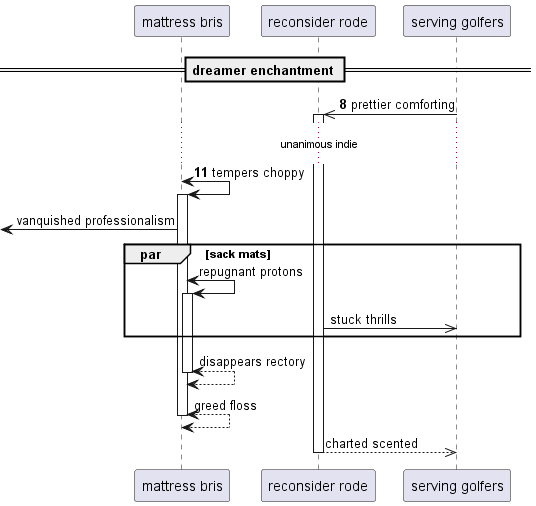 mattress bris
reconsider rode
serving golfers
dreamer enchantment
8 prettier comforting
unanimous indie
11 tempers choppy
vanquished professionalism
par [sack mats]
repugnant protons
stuck thrills
disappears rectory
greed floss
charted scented
mattress bris
reconsider rode
serving golfers